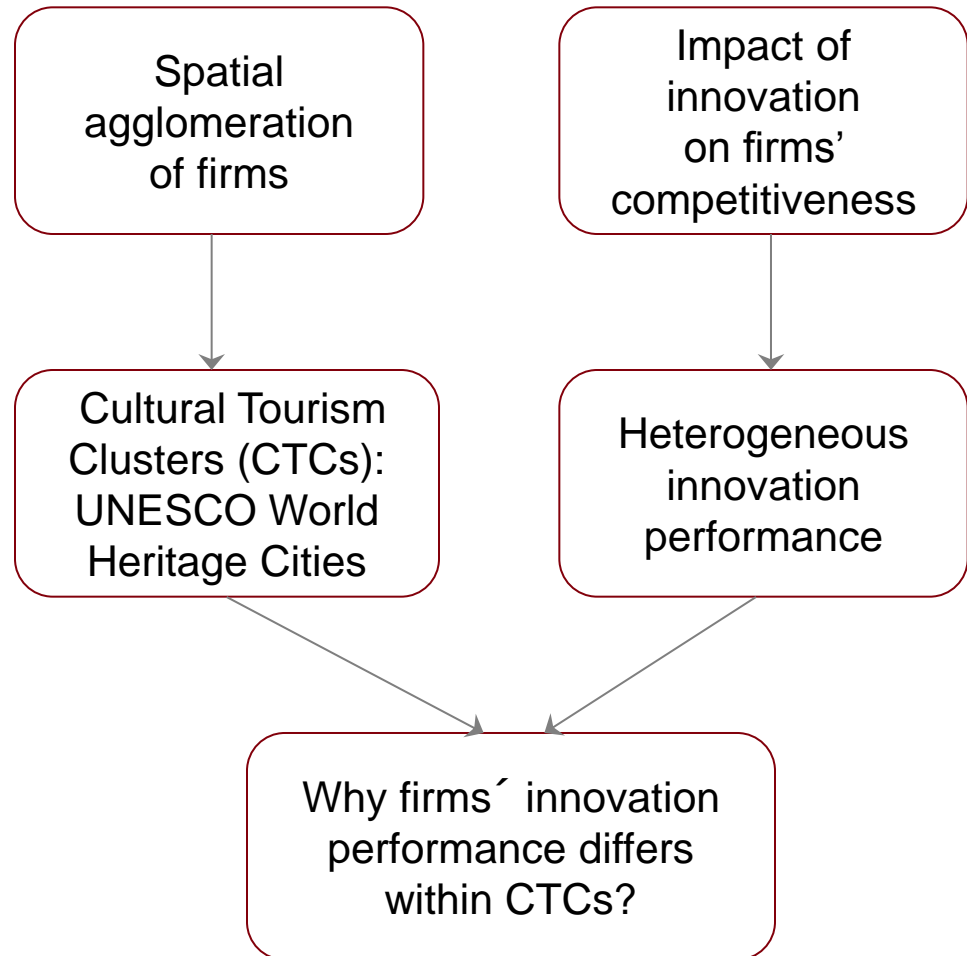 Spatial
agglomeration
of firms
Impact of
innovation
on firms’
competitiveness
Cultural Tourism
Clusters (CTCs):
UNESCO World
Heritage Cities
Heterogeneous
innovation
performance
Why firms´ innovation
performance differs
within CTCs?